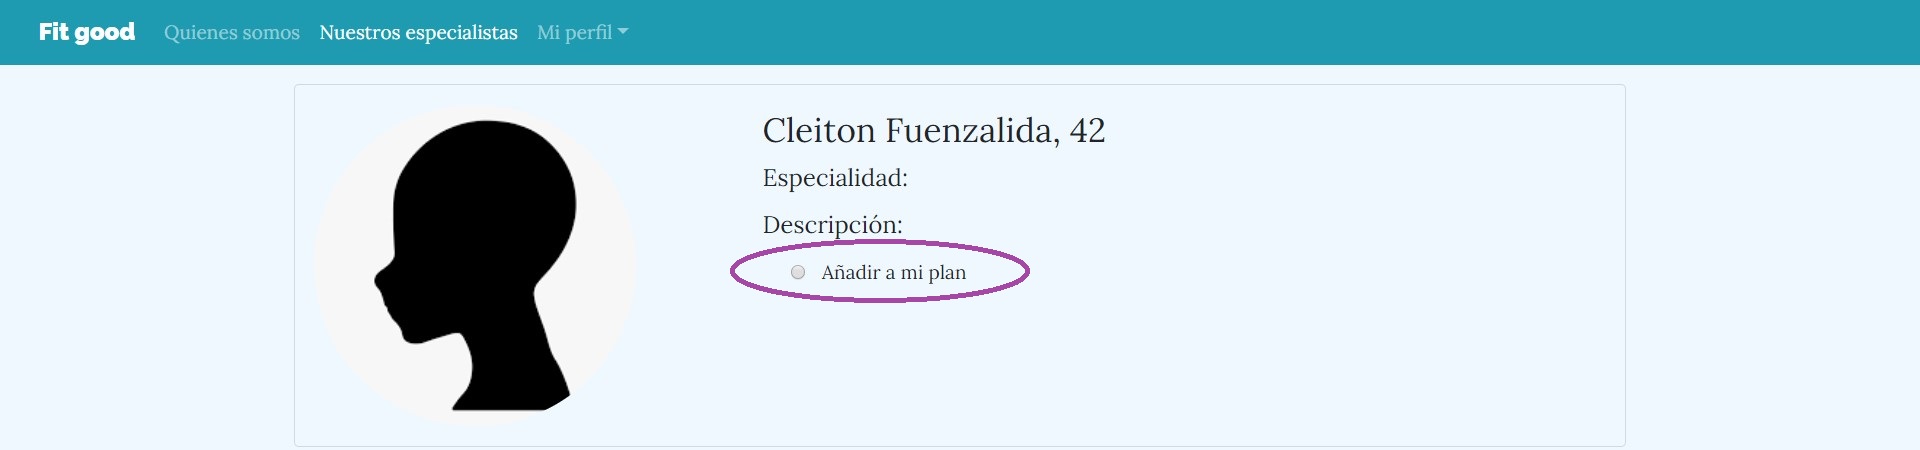 Fit good Quienes somos Nuestros especialistas Mi perfil
Cleiton Fuenzalida, 42
Especialidad:
Descripción:
Añadir a mi plan